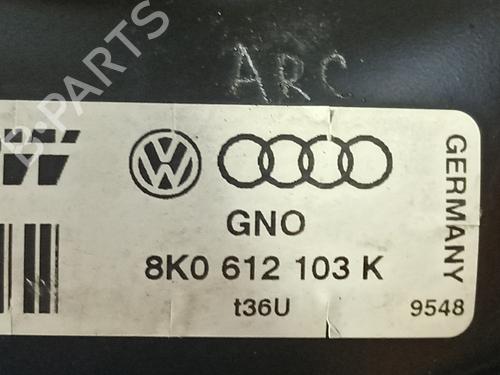 B-PARTS
ARC
GNO
8K0 612 103 K
t36U
9548
GERMANY